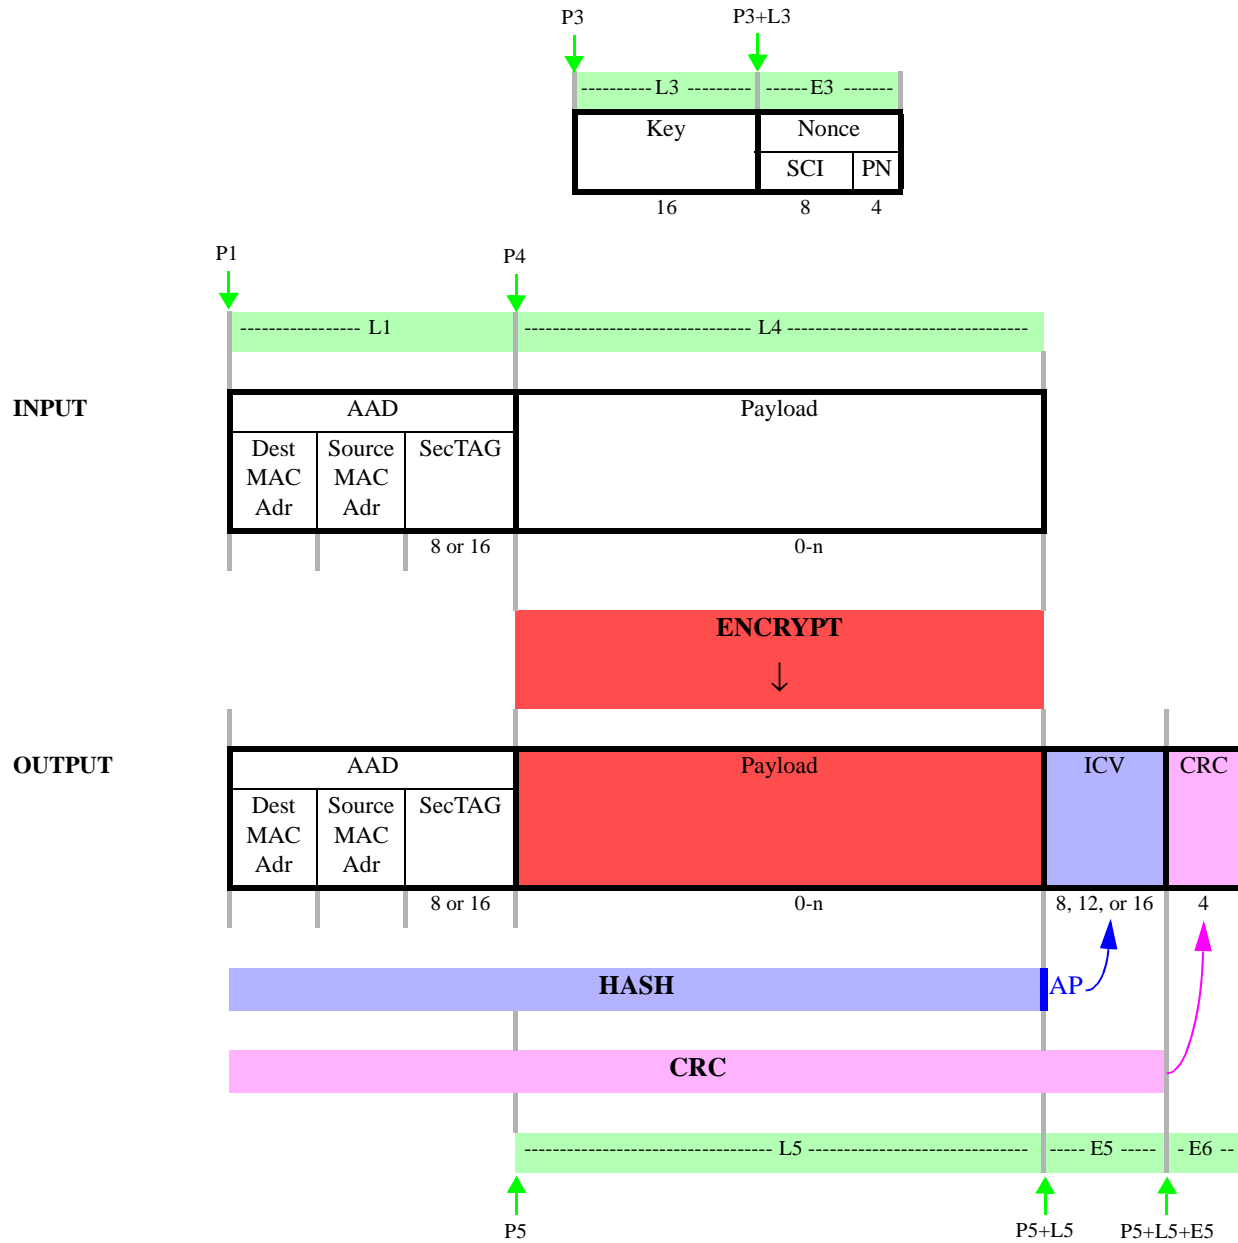 P3 P3+L3
---------- L3 --------- ------E3 -------
Key Nonce
SCI PN
16 8 4
P1 P4
----------------- L1 -------------------------------- L4 ----------------------------------
INPUT AAD Payload
Dest Source SecTAG
MAC MAC
Adr Adr
8 or 16 0-n
ENCRYPT
↓
OUTPUT AAD Payload ICV CRC
Dest Source SecTAG
MAC MAC
Adr Adr
8 or 16 0-n 8, 12, or 16 4
HASH AP
CRC
----------------------------------- L5 ------------------------------- ----- E5 ----- - E6 --
P5 P5+L5 P5+L5+E5